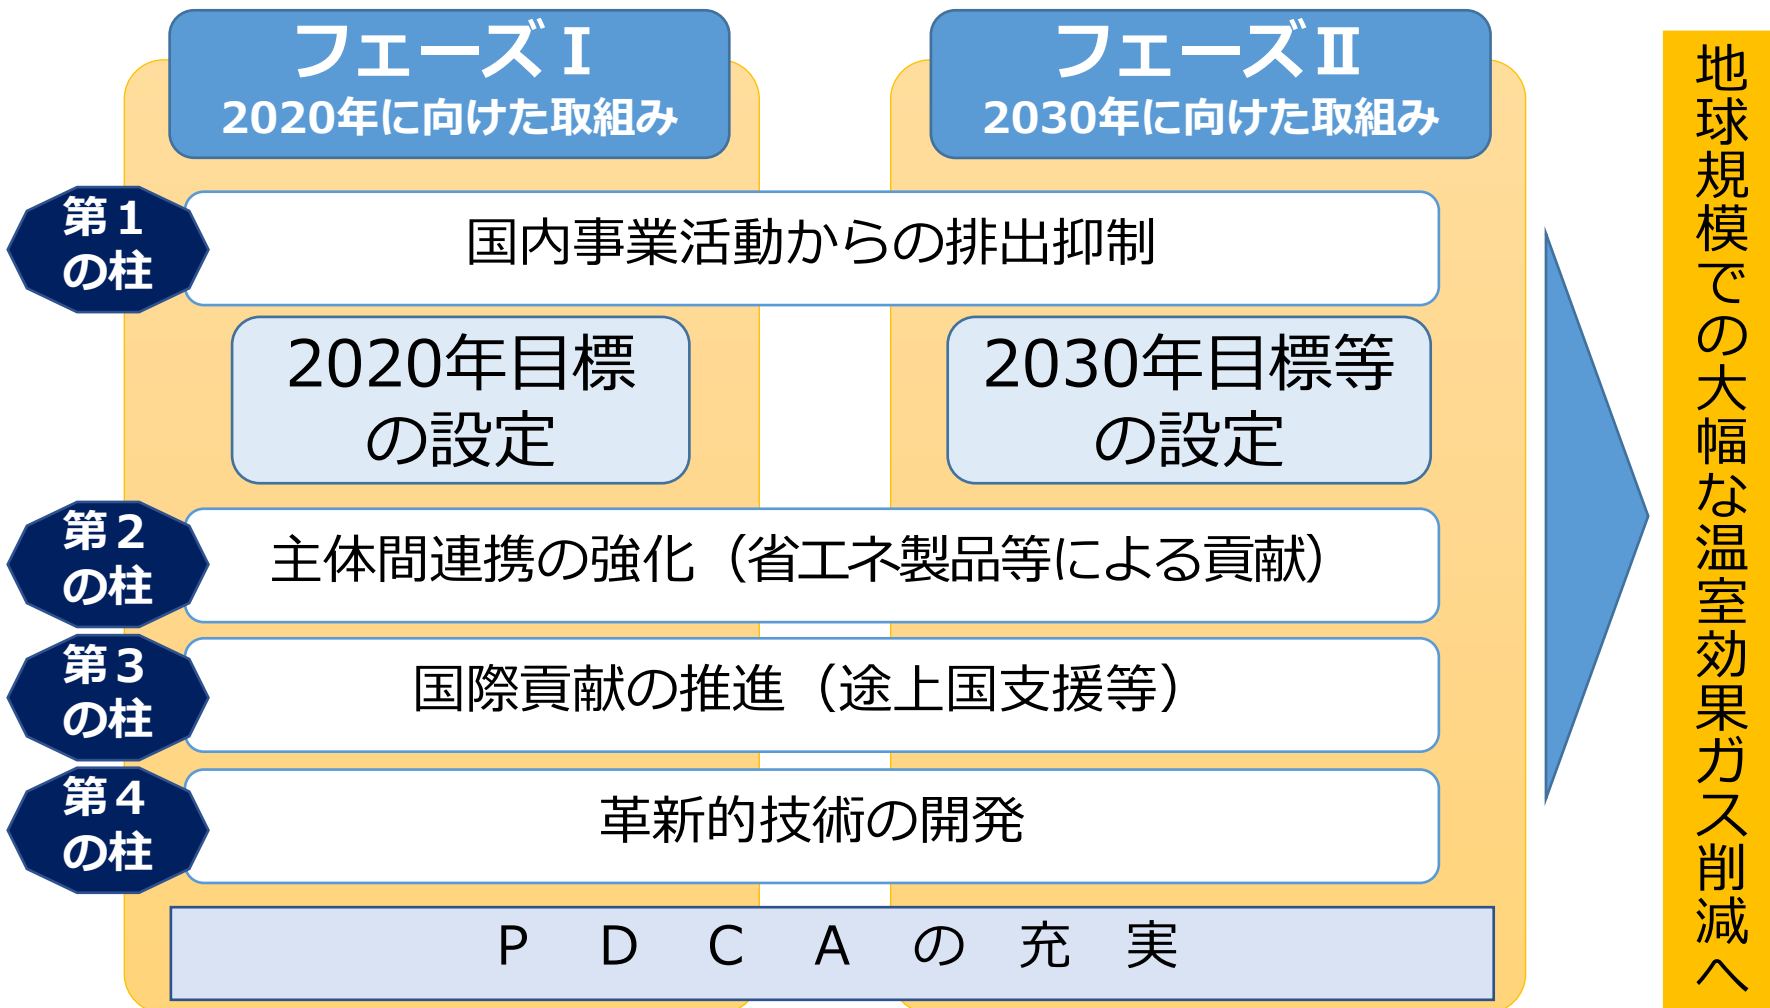 フェーズⅠ
2020年に向けた取組み
フェーズⅡ
2030年に向けた取組み
第１
の柱
国内事業活動からの排出抑制
2020年目標
の設定
2030年目標等
の設定
第２
の柱
主体間連携の強化（省エネ製品等による貢献）
第３
の柱
国際貢献の推進（途上国支援等）
第４
の柱
革新的技術の開発
ＰＤＣＡの充実
地球規模での大幅な温室効果ガス削減へ